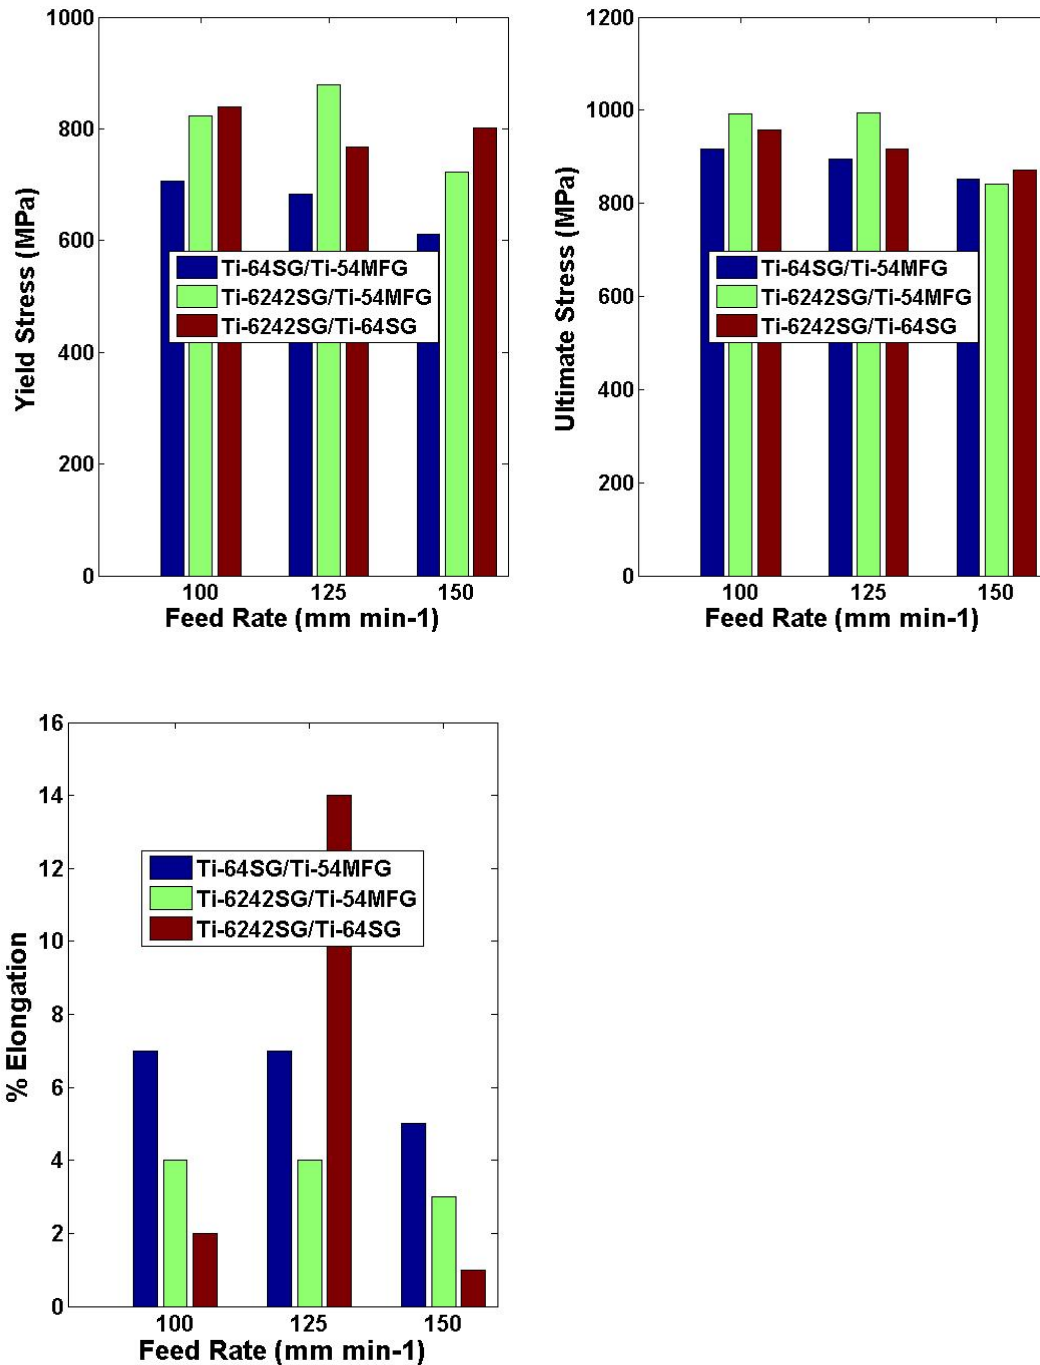 1000
800
600
400
200
0
Yield Stress (MPa)
Ti-64SG/Ti-54MFG
Ti-6242SG/Ti-54MFG
Ti-6242SG/Ti-64SG
100 125 150
Feed Rate (mm min-1)
1200
1000
800
600
400
200
0
Ultimate Stress (MPa)
Ti-64SG/Ti-54MFG
Ti-6242SG/Ti-54MFG
Ti-6242SG/Ti-64SG
100 125 150
Feed Rate (mm min-1)
16
14
12
10
8
6
4
2
0
% Elongation
Ti-64SG/Ti-54MFG
Ti-6242SG/Ti-54MFG
Ti-6242SG/Ti-64SG
100 125 150
Feed Rate (mm min-1)